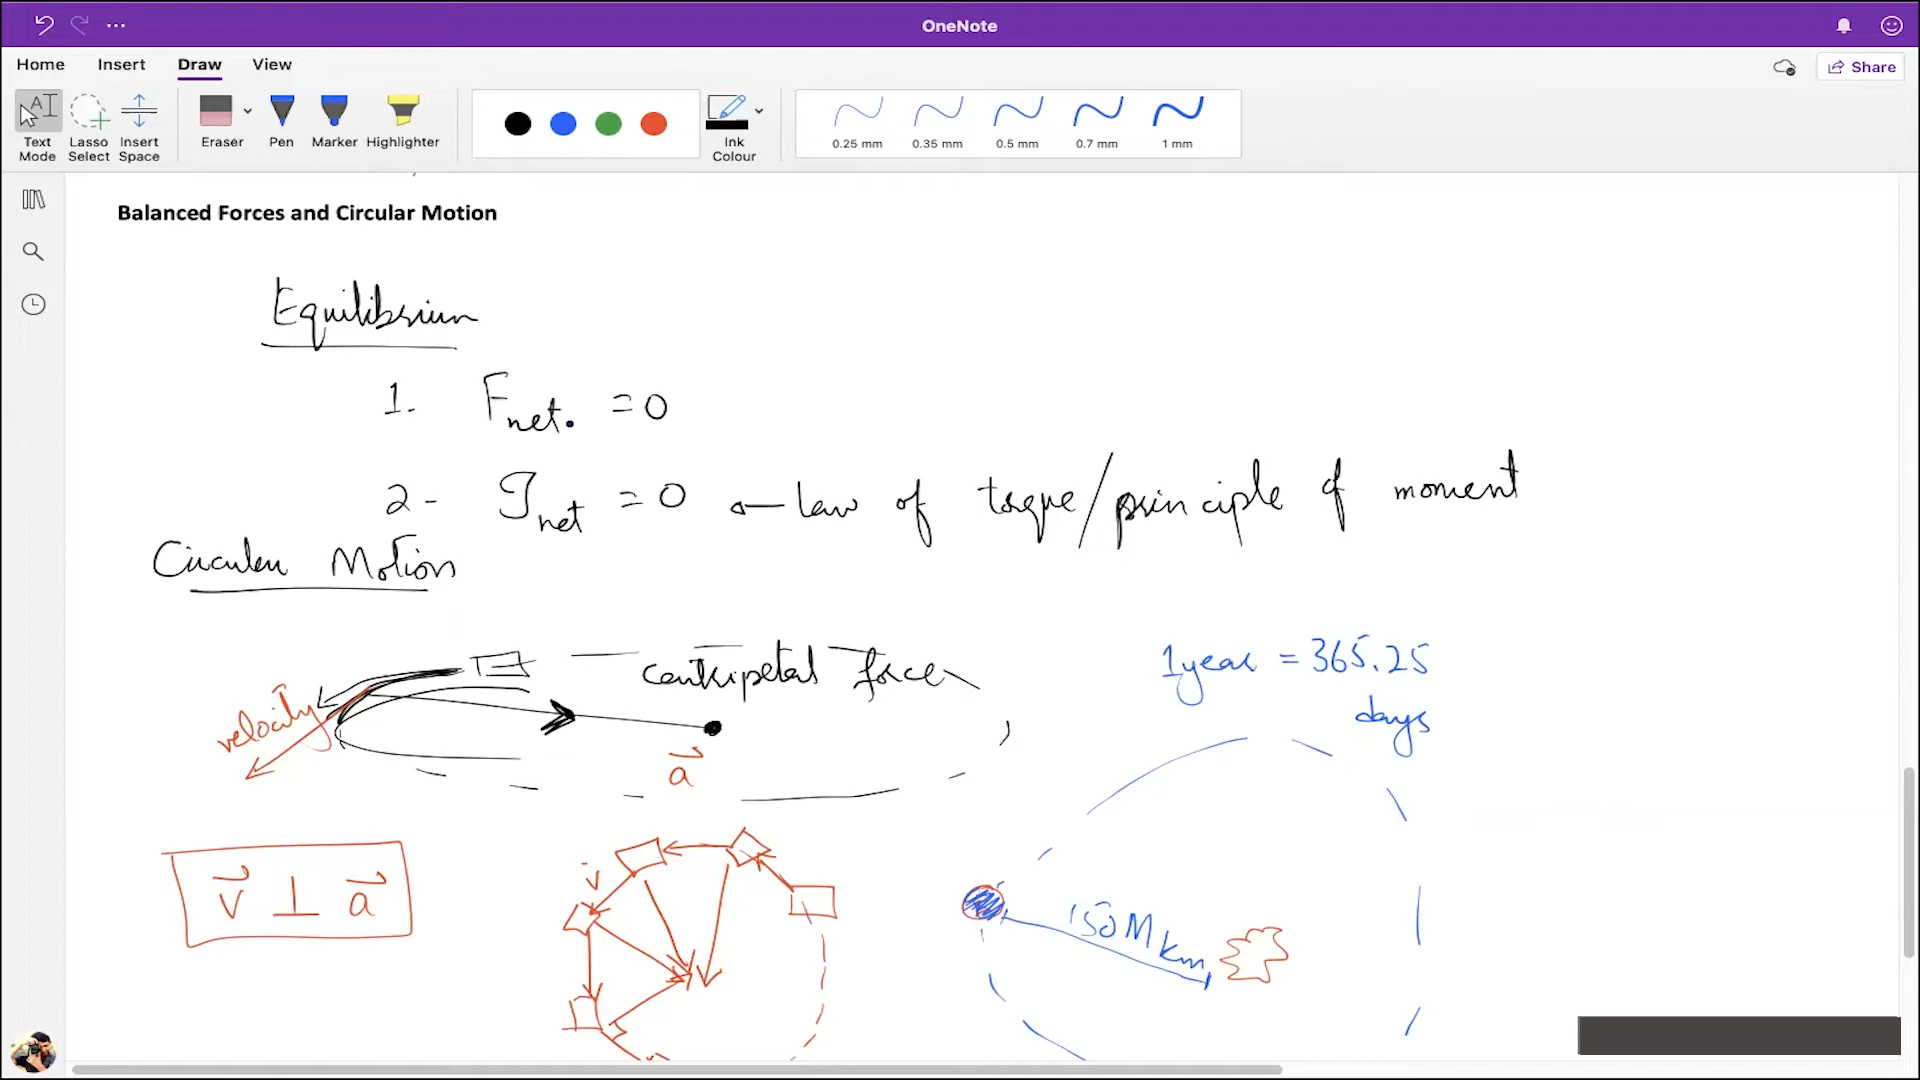 OneNote
Home Insert Draw View
Share
Text Mode
Lasso Select
Insert Space
Eraser
Pen
Marker
Highlighter
Ink Colour
0.25 mm 0.35 mm 0.5 mm 0.7 mm 1 mm
Balanced Forces and Circular Motion
Equilibrium
1. Fnet. = 0
2- τnet = 0 ← law of torque/principle of moment
Circular Motion
centripetal force
1 year = 365.25
days
velocity
a⃗
v⃗ ⊥ a⃗
v
150 M km